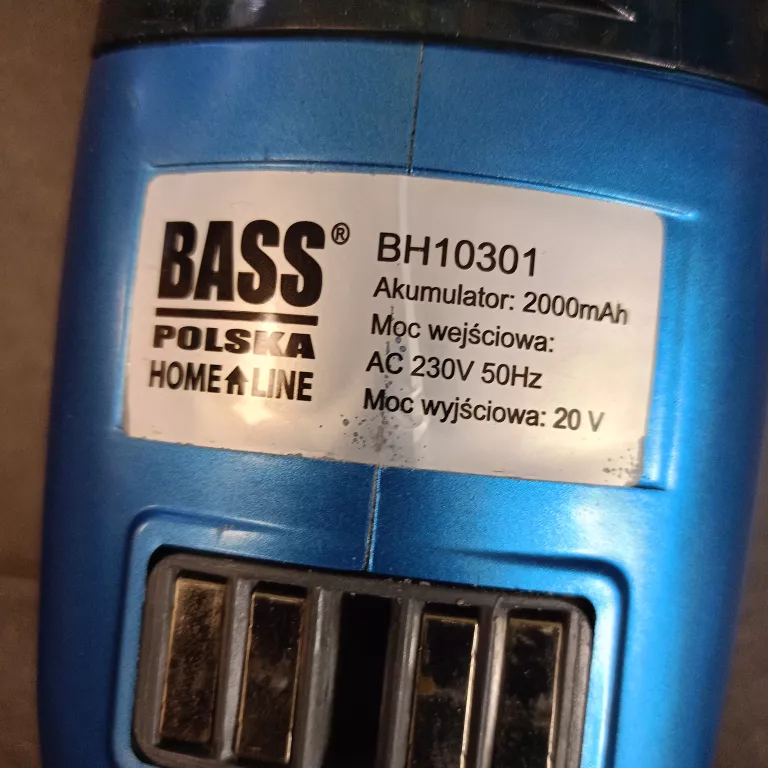 BASS®
POLSKA
HOME LINE
BH10301
Akumulator: 2000mAh
Moc wejściowa:
AC 230V 50Hz
Moc wyjściowa: 20 V